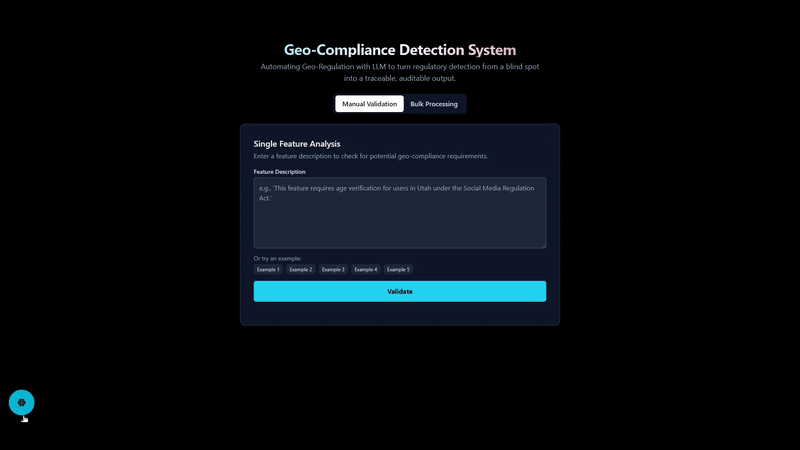 Geo-Compliance Detection System
Automating Geo-Regulation with LLM to turn regulatory detection from a blind spot
into a traceable, auditable output.
Manual Validation Bulk Processing
Single Feature Analysis
Enter a feature description to check for potential geo-compliance requirements.
Feature Description
e.g., 'This feature requires age verification for users in Utah under the Social Media Regulation
Act.'
Or try an example:
Example 1 Example 2 Example 3 Example 4 Example 5
Validate